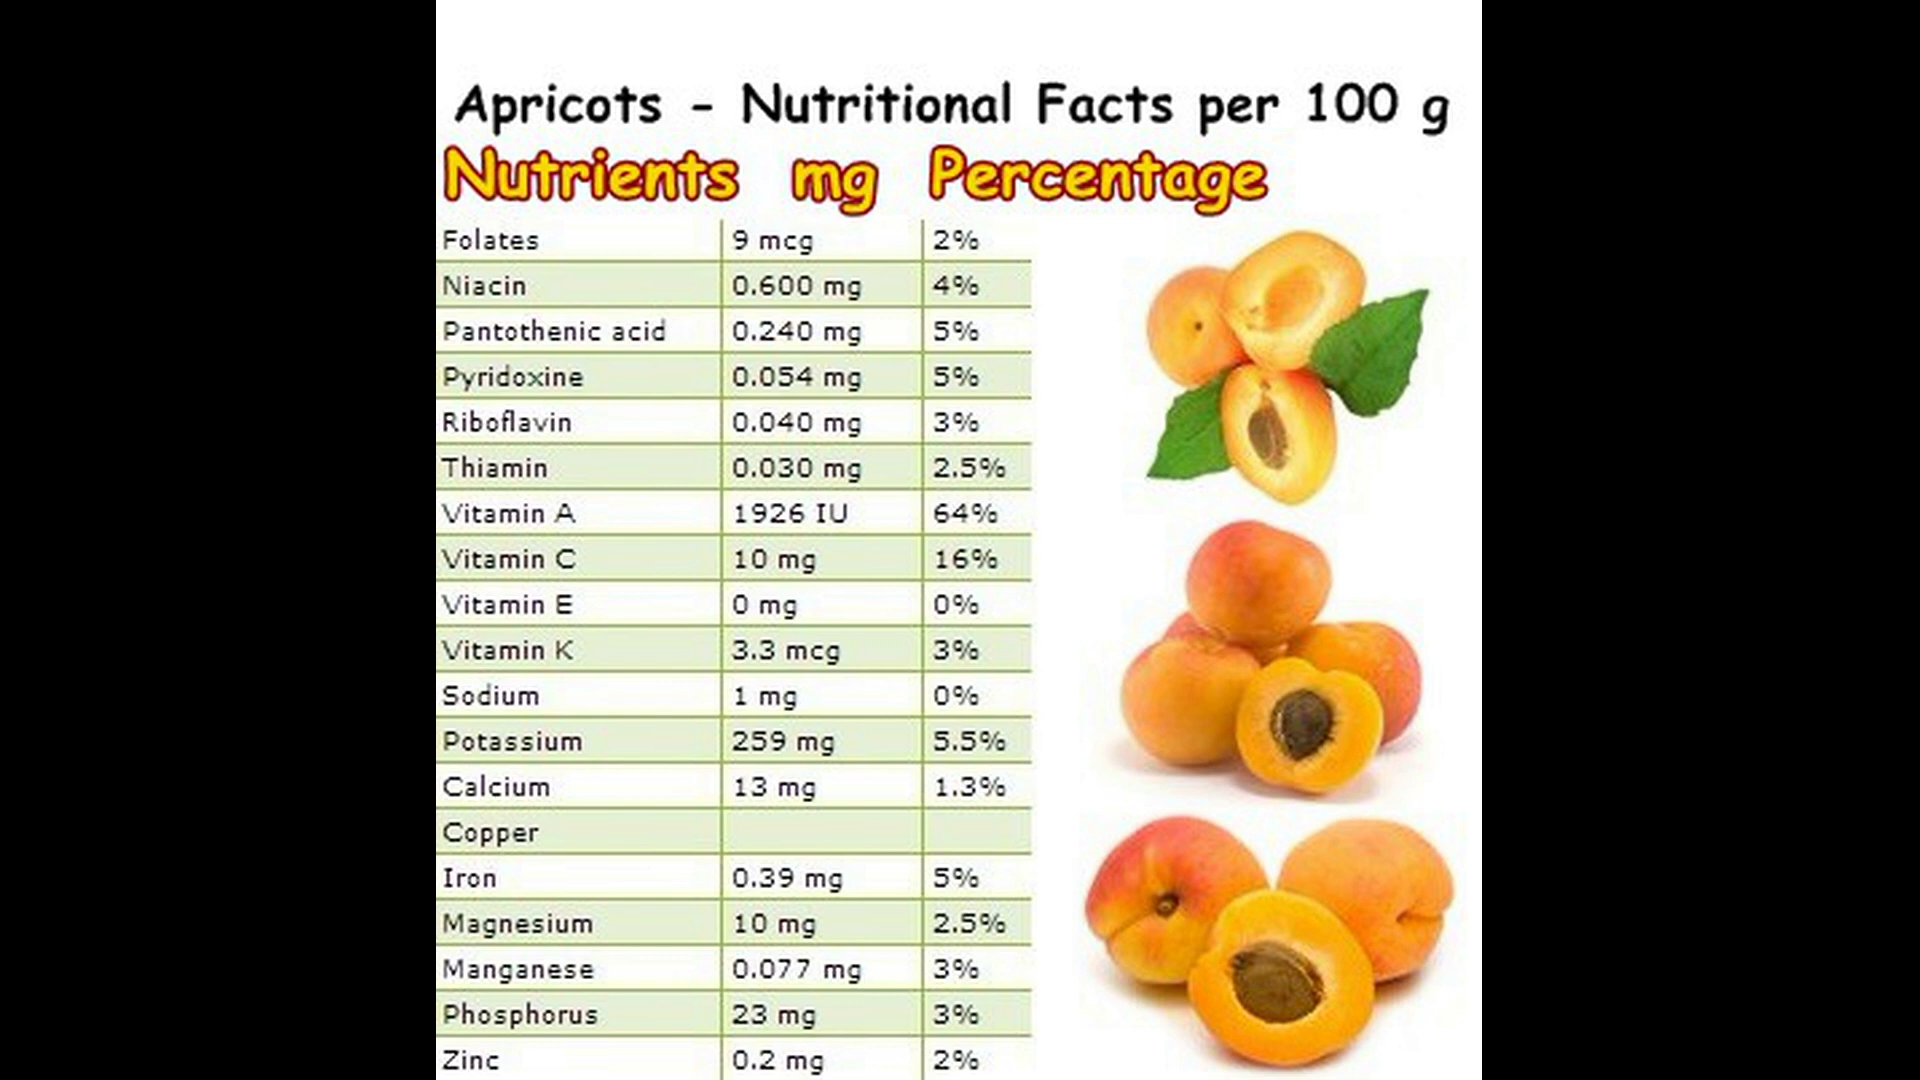 Apricots - Nutritional Facts per 100 g
Nutrients mg Percentage
Folates 9 mcg 2%
Niacin 0.600 mg 4%
Pantothenic acid 0.240 mg 5%
Pyridoxine 0.054 mg 5%
Riboflavin 0.040 mg 3%
Thiamin 0.030 mg 2.5%
Vitamin A 1926 IU 64%
Vitamin C 10 mg 16%
Vitamin E 0 mg 0%
Vitamin K 3.3 mcg 3%
Sodium 1 mg 0%
Potassium 259 mg 5.5%
Calcium 13 mg 1.3%
Copper
Iron 0.39 mg 5%
Magnesium 10 mg 2.5%
Manganese 0.077 mg 3%
Phosphorus 23 mg 3%
Zinc 0.2 mg 2%